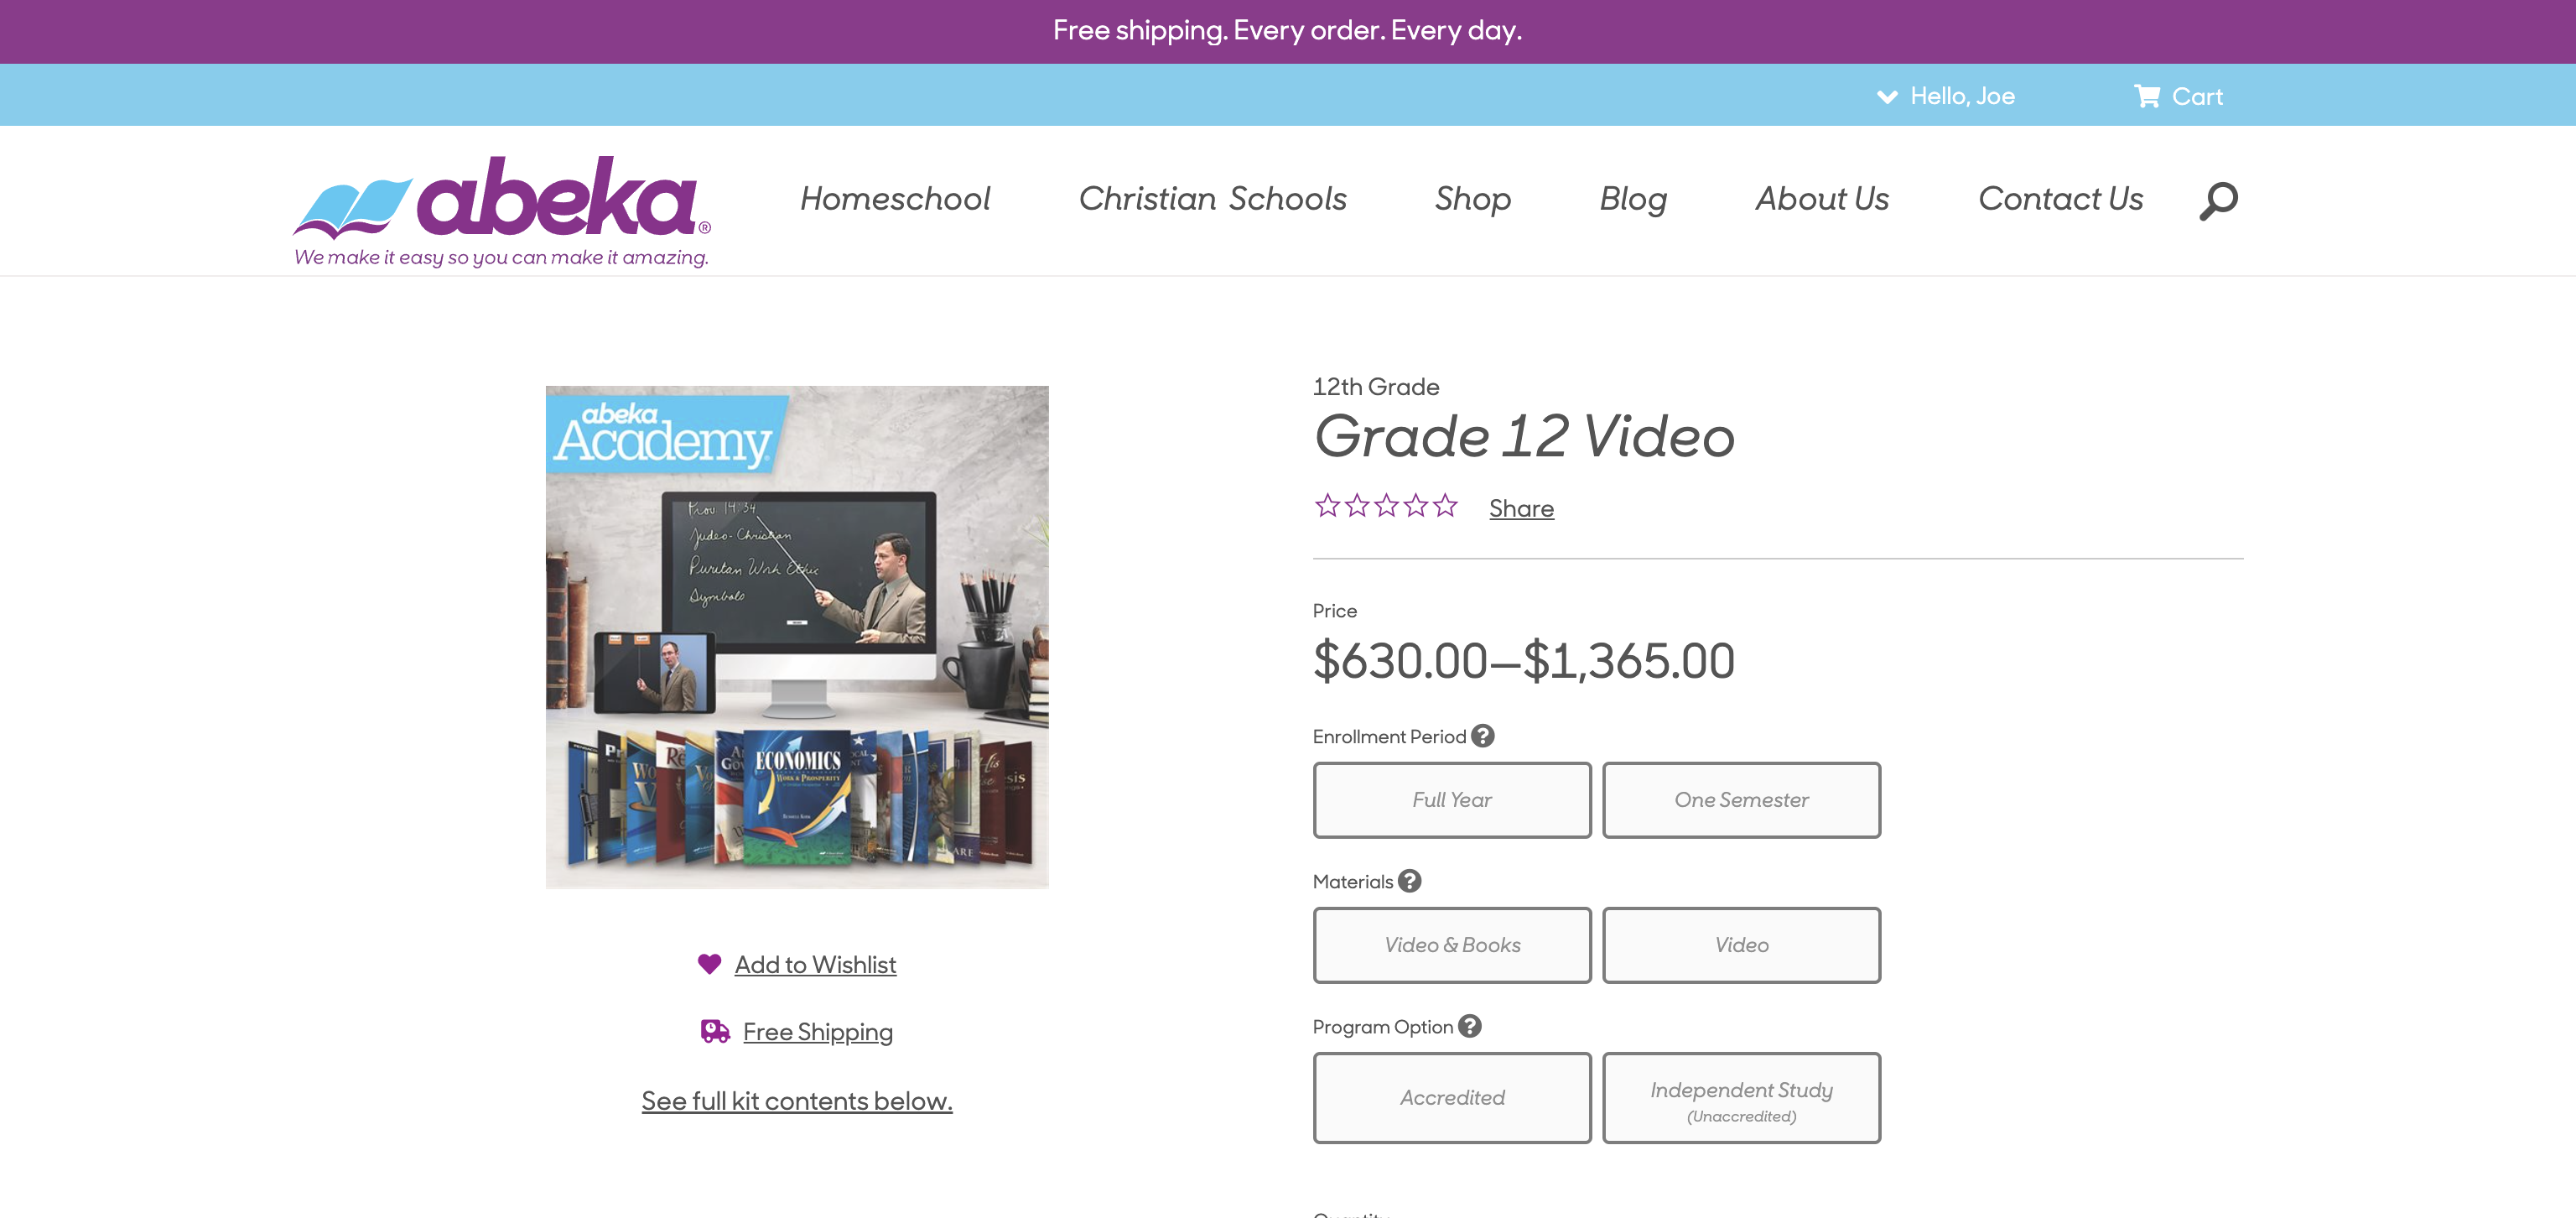 Free shipping. Every order. Every day.
Hello, Joe
Cart
abeka®
We make it easy so you can make it amazing.
Homeschool
Christian Schools
Shop
Blog
About Us
Contact Us
abeka
Academy
Prov 14 34
Judeo-Christian
Puritan Work Ethic
Symbols
ECONOMICS
WORK & PROSPERITY
Add to Wishlist
Free Shipping
See full kit contents below.
12th Grade
Grade 12 Video
Share
Price
$630.00–$1,365.00
Enrollment Period ?
Full Year
One Semester
Materials ?
Video & Books
Video
Program Option ?
Accredited
Independent Study
(Unaccredited)